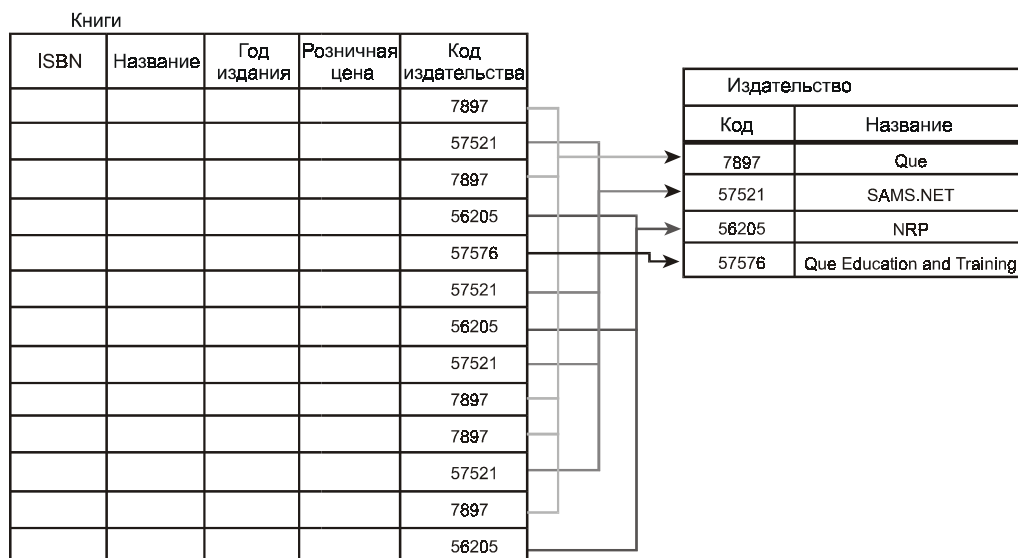 Книги
ISBN Название Год издания Розничная цена Код издательства
7897
57521
7897
56205
57576
57521
56205
57521
7897
7897
57521
7897
56205
Издательство
Код Название
7897 Que
57521 SAMS.NET
56205 NRP
57576 Que Education and Training